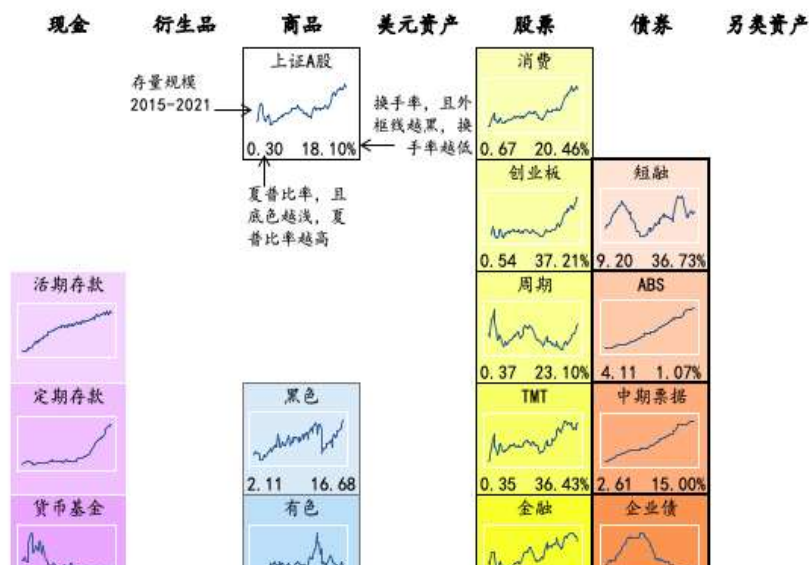 现金 衍生品 商品 美元资产 股票 债券 另类资产
上证A股
存量规模
2015-2021
0.30 18.10%
换手率，且外
框线越黑，换
手率越低
夏普比率，且
底色越浅，夏
普比率越高
消费
0.67 20.46%
创业板
0.54 37.21%
短融
9.20 36.73%
活期存款
周期
0.37 23.10%
ABS
4.11 1.07%
定期存款
黑色
2.11 16.68
TMT
0.35 36.43%
中期票据
2.61 15.00%
货币基金
有色
金融
企业债